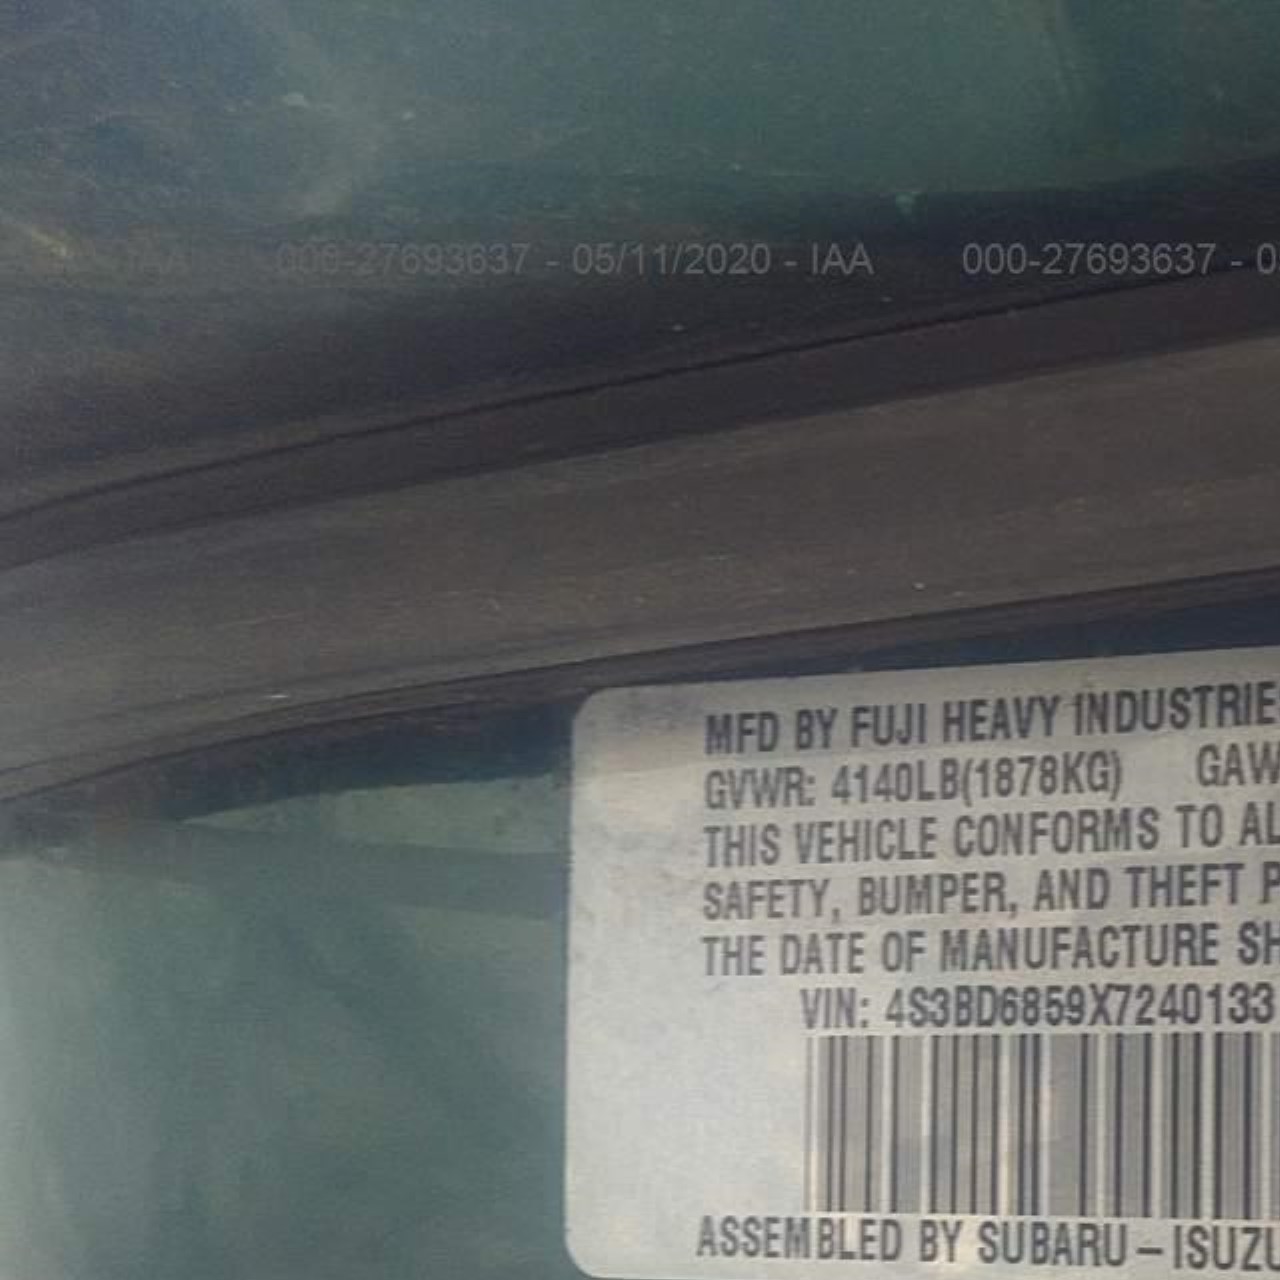 000-27693637 - 05/11/2020 - IAA 000-27693637 - 0
MFD BY FUJI HEAVY INDUSTRIE
GVWR: 4140LB(1878KG) GAW
THIS VEHICLE CONFORMS TO AL
SAFETY, BUMPER, AND THEFT P
THE DATE OF MANUFACTURE SH
VIN: 4S3BD6859X7240133
ASSEMBLED BY SUBARU-ISUZU